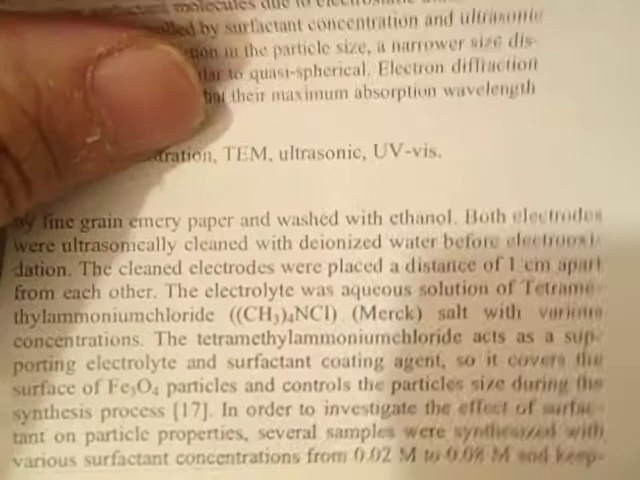 molecules due to
by surfactant concentration and ultrasonic
in the particle size, a narrower size dis-
to quasi-spherical. Electron diffraction
their maximum absorption wavelength
TEM, ultrasonic, UV-vis.
by fine grain emery paper and washed with ethanol. Both electrodes
were ultrasonically cleaned with deionized water before electrooxi-
dation. The cleaned electrodes were placed a distance of 1 cm apart
from each other. The electrolyte was aqueous solution of Tetrame-
thylammoniumchloride ((CH₃)₄NCl) (Merck) salt with various
concentrations. The tetramethylammoniumchloride acts as a sup-
porting electrolyte and surfactant coating agent, so it covers the
surface of Fe₃O₄ particles and controls the particles size during the
synthesis process [17]. In order to investigate the effect of surfac-
tant on particle properties, several samples were synthesized with
various surfactant concentrations from 0.02 M to 0.08 M and keep-